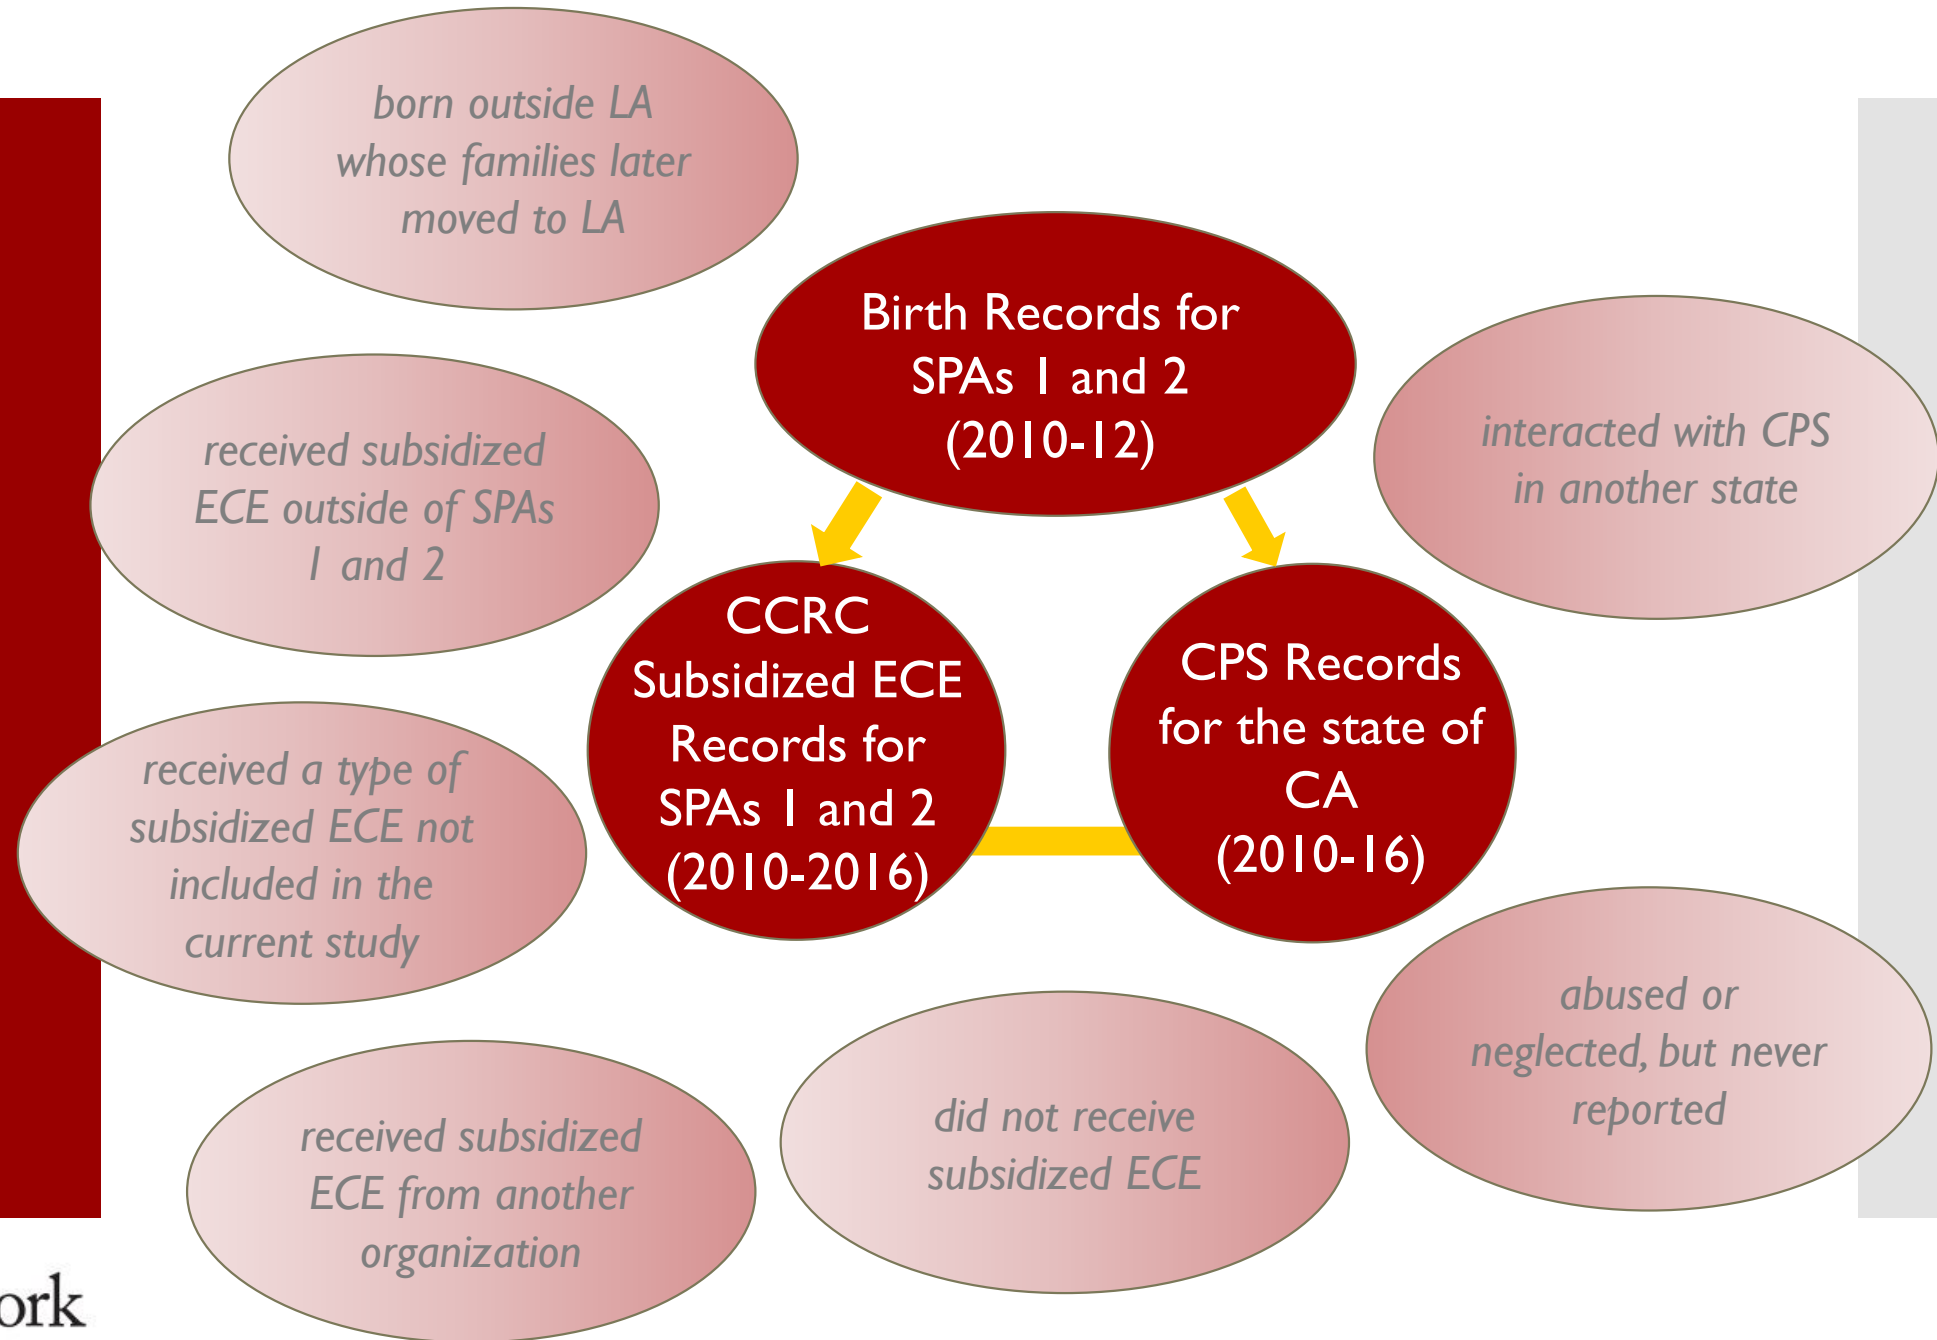 born outside LA
whose families later
moved to LA
Birth Records for
SPAs 1 and 2
(2010-12)
interacted with CPS
in another state
received subsidized
ECE outside of SPAs
1 and 2
CCRC
Subsidized ECE
Records for
SPAs 1 and 2
(2010-2016)
CPS Records
for the state of
CA
(2010-16)
received a type of
subsidized ECE not
included in the
current study
abused or
neglected, but never
reported
did not receive
subsidized ECE
received subsidized
ECE from another
organization
ork